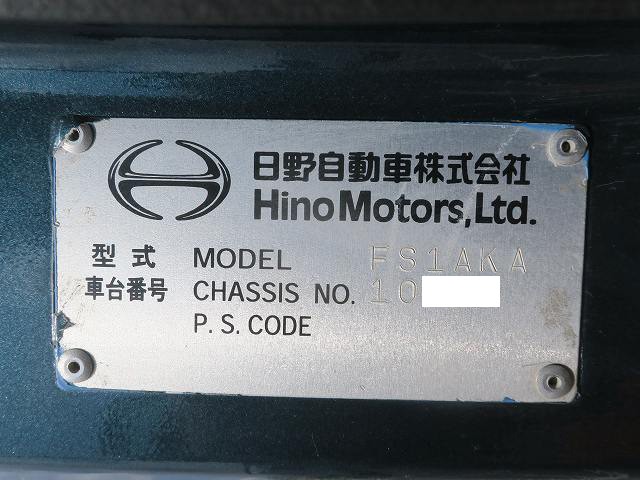 日野自動車株式会社
Hino Motors, Ltd.
型式 MODEL FS1AKA
車台番号 CHASSIS NO. 10
P. S. CODE